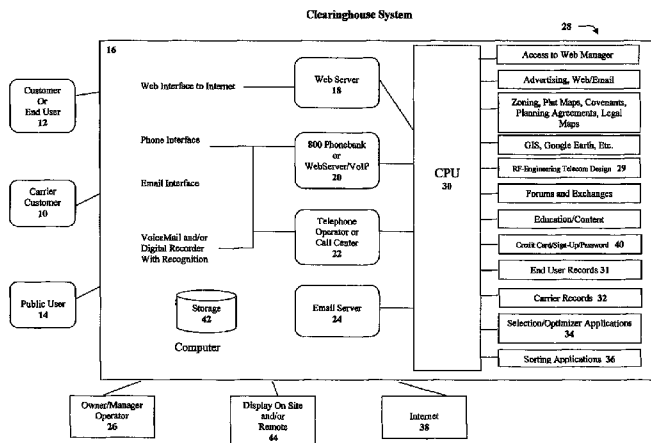 Clearinghouse System
28
16
Customer
Or
End User
12
Carrier
Customer
10
Public User
14
Web Interface to Internet
Phone Interface
Email Interface
VoiceMail and/or
Digital Recorder
With Recognition
Storage
42
Computer
Web Server
18
800 Phonebank
or
WebServer/VoIP
20
Telephone
Operator or
Call Center
22
Email Server
24
CPU
30
Access to Web Manager
Advertising, Web/Email
Zoning, Plat Maps, Covenants,
Planning Agreements, Legal
Maps
GIS, Google Earth, Etc.
RF-Engineering Telecom Design 29
Forums and Exchanges
Education/Content
Credit Card/Sign-Up/Password 40
End User Records 31
Carrier Records 32
Selection/Optimizer Applications
34
Sorting Applications 36
Owner/Manager
Operator
26
Display On Site
and/or
Remote
44
Internet
38